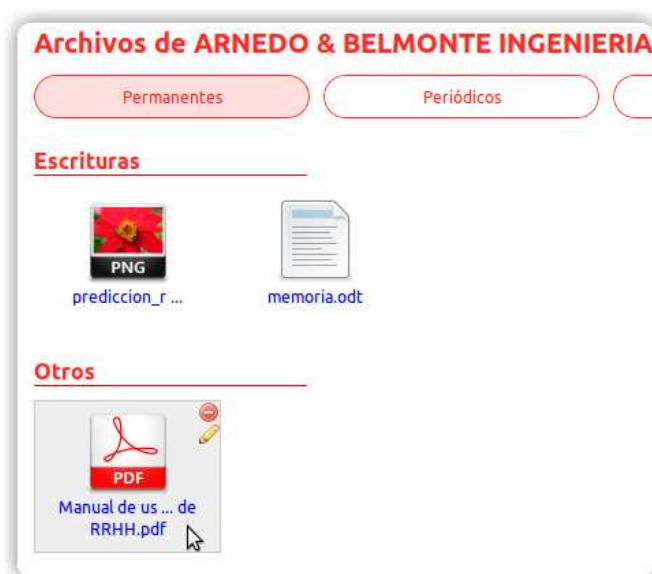 Archivos de ARNEDO & BELMONTE INGENIERIA
Permanentes
Periódicos
Escrituras
PNG
prediccion_r ...
memoria.odt
Otros
PDF
Manual de us ... de
RRHH.pdf